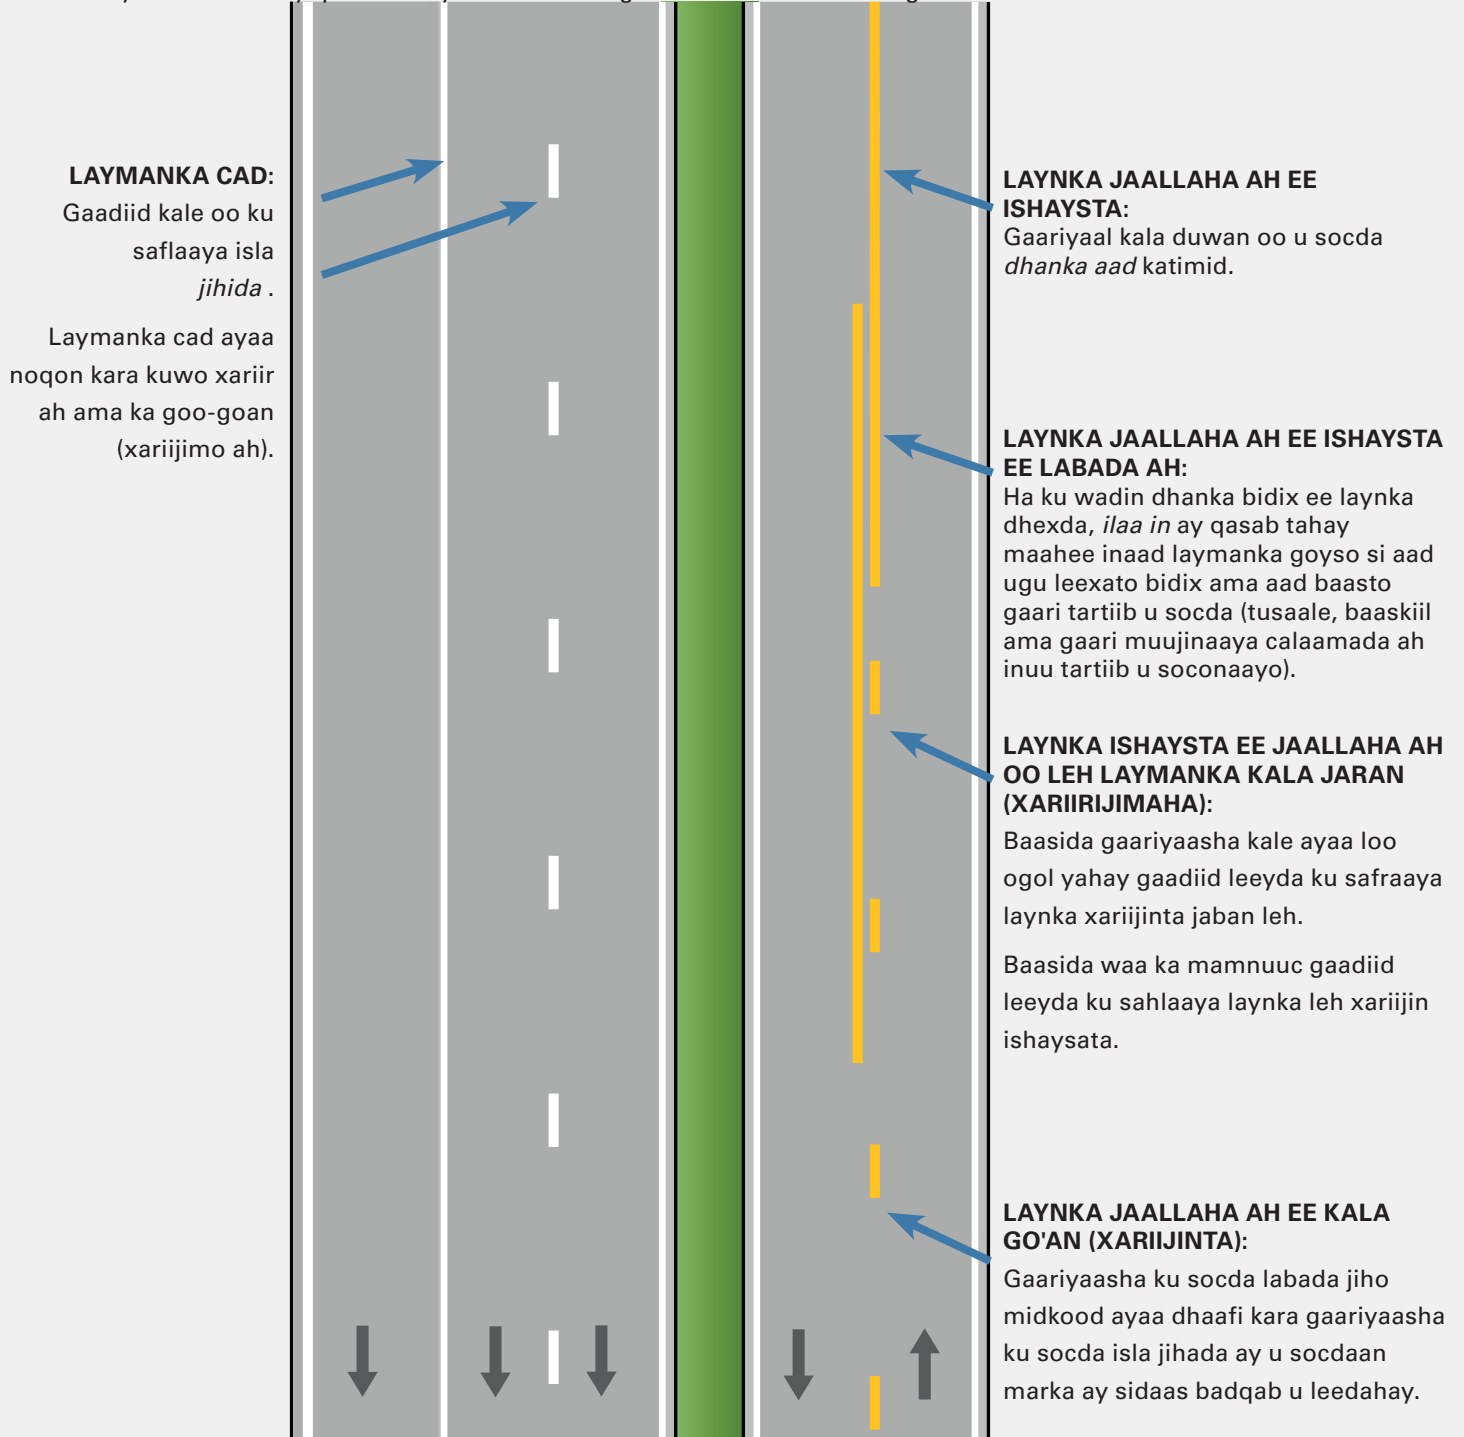 LAYMANKA CAD:
Gaadiid kale oo ku
saflaaya isla
jihida .
Laymanka cad ayaa
noqon kara kuwo xariir
ah ama ka goo-goan
(xariijimo ah).
LAYNKA JAALLAHA AH EE
ISHAYSTA:
Gaariyaal kala duwan oo u socda
dhanka aad katimid.
LAYNKA JAALLAHA AH EE ISHAYSTA
EE LABADA AH:
Ha ku wadin dhanka bidix ee laynka
dhexda, ilaa in ay qasab tahay
maahee inaad laymanka goyso si aad
ugu leexato bidix ama aad baasto
gaari tartiib u socda (tusaale, baaskiil
ama gaari muujinaaya calaamada ah
inuu tartiib u soconaayo).
LAYNKA ISHAYSTA EE JAALLAHA AH
OO LEH LAYMANKA KALA JARAN
(XARIIRIJIMAHA):
Baasida gaariyaasha kale ayaa loo
ogol yahay gaadiid leeyda ku safraaya
laynka xariijinta jaban leh.
Baasida waa ka mamnuuc gaadiid
leeyda ku sahlaaya laynka leh xariijin
ishaysata.
LAYNKA JAALLAHA AH EE KALA
GO'AN (XARIIJINTA):
Gaariyaasha ku socda labada jiho
midkood ayaa dhaafi kara gaariyaasha
ku socda isla jihada ay u socdaan
marka ay sidaas badqab u leedahay.